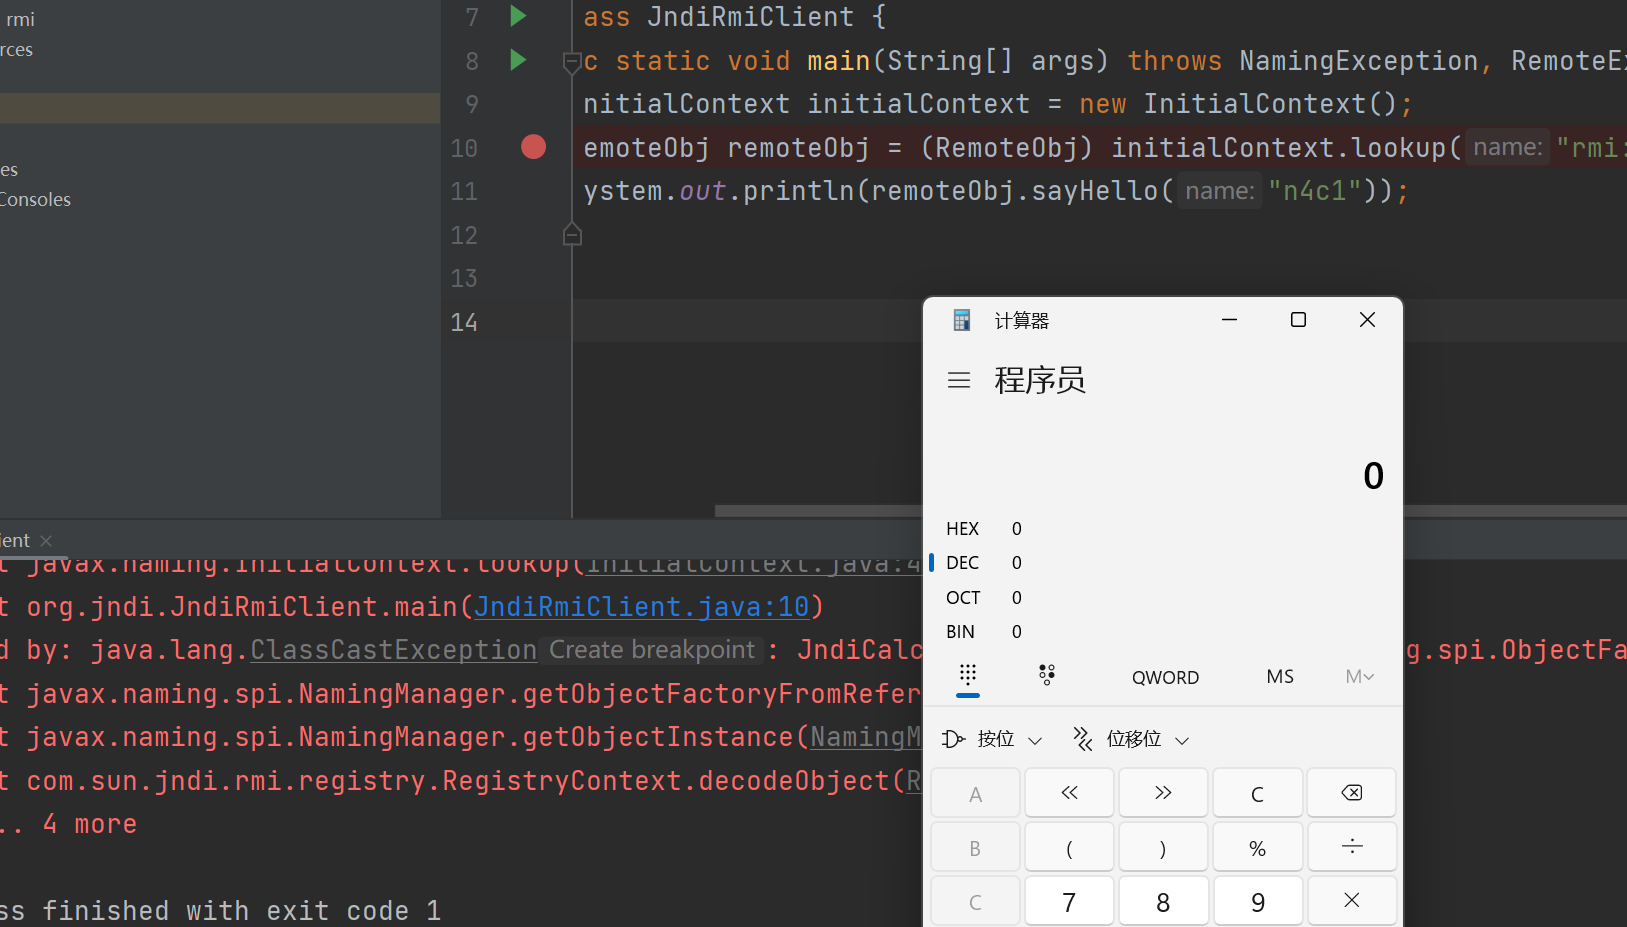 rmi
rces
es
Consoles
7 ass JndiRmiClient {
8 c static void main(String[] args) throws NamingException, RemoteEx
9 nitialContext initialContext = new InitialContext();
10 emoteObj remoteObj = (RemoteObj) initialContext.lookup( name: "rmi:
11 ystem.out.println(remoteObj.sayHello( name: "n4c1"));
12
13
14
ient
t javax.naming.InitialContext.lookup(InitialContext.java:4
t org.jndi.JndiRmiClient.main(JndiRmiClient.java:10)
d by: java.lang.ClassCastException Create breakpoint : JndiCalc g.spi.ObjectFa
t javax.naming.spi.NamingManager.getObjectFactoryFromRefer
t javax.naming.spi.NamingManager.getObjectInstance(NamingM
t com.sun.jndi.rmi.registry.RegistryContext.decodeObject(R
.. 4 more
ss finished with exit code 1
计算器
程序员
0
HEX 0
DEC 0
OCT 0
BIN 0
QWORD MS M
按位 位移位
A « » C
B ( ) % ÷
C 7 8 9 ×